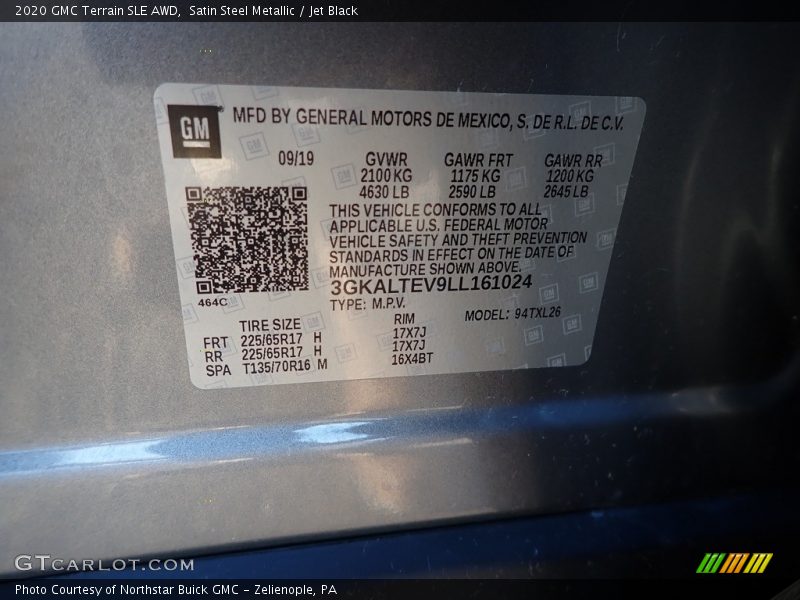 2020 GMC Terrain SLE AWD, Satin Steel Metallic / Jet Black
GM
MFD BY GENERAL MOTORS DE MEXICO, S. DE R.L. DE C.V.
09/19 GVWR GAWR FRT GAWR RR
2100 KG 1175 KG 1200 KG
4630 LB 2590 LB 2645 LB
THIS VEHICLE CONFORMS TO ALL
APPLICABLE U.S. FEDERAL MOTOR
VEHICLE SAFETY AND THEFT PREVENTION
STANDARDS IN EFFECT ON THE DATE OF
MANUFACTURE SHOWN ABOVE.
3GKALTEV9LL161024
464C
TYPE: M.P.V. MODEL: 94TXL26
TIRE SIZE RIM
FRT 225/65R17 H 17X7J
RR 225/65R17 H 17X7J
SPA T135/70R16 M 16X4BT
GTCARLOT.COM
Photo Courtesy of Northstar Buick GMC - Zelienople, PA